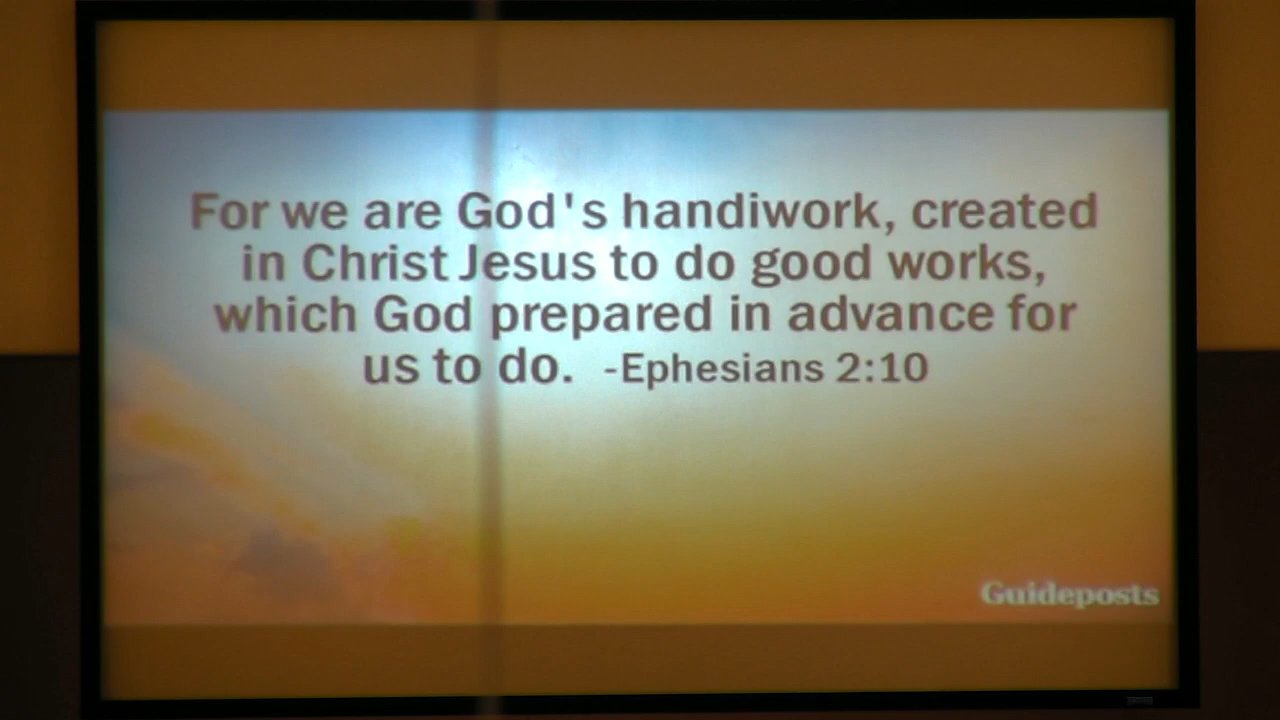 For we are God's handiwork, created
in Christ Jesus to do good works,
which God prepared in advance for
us to do. -Ephesians 2:10
Guideposts